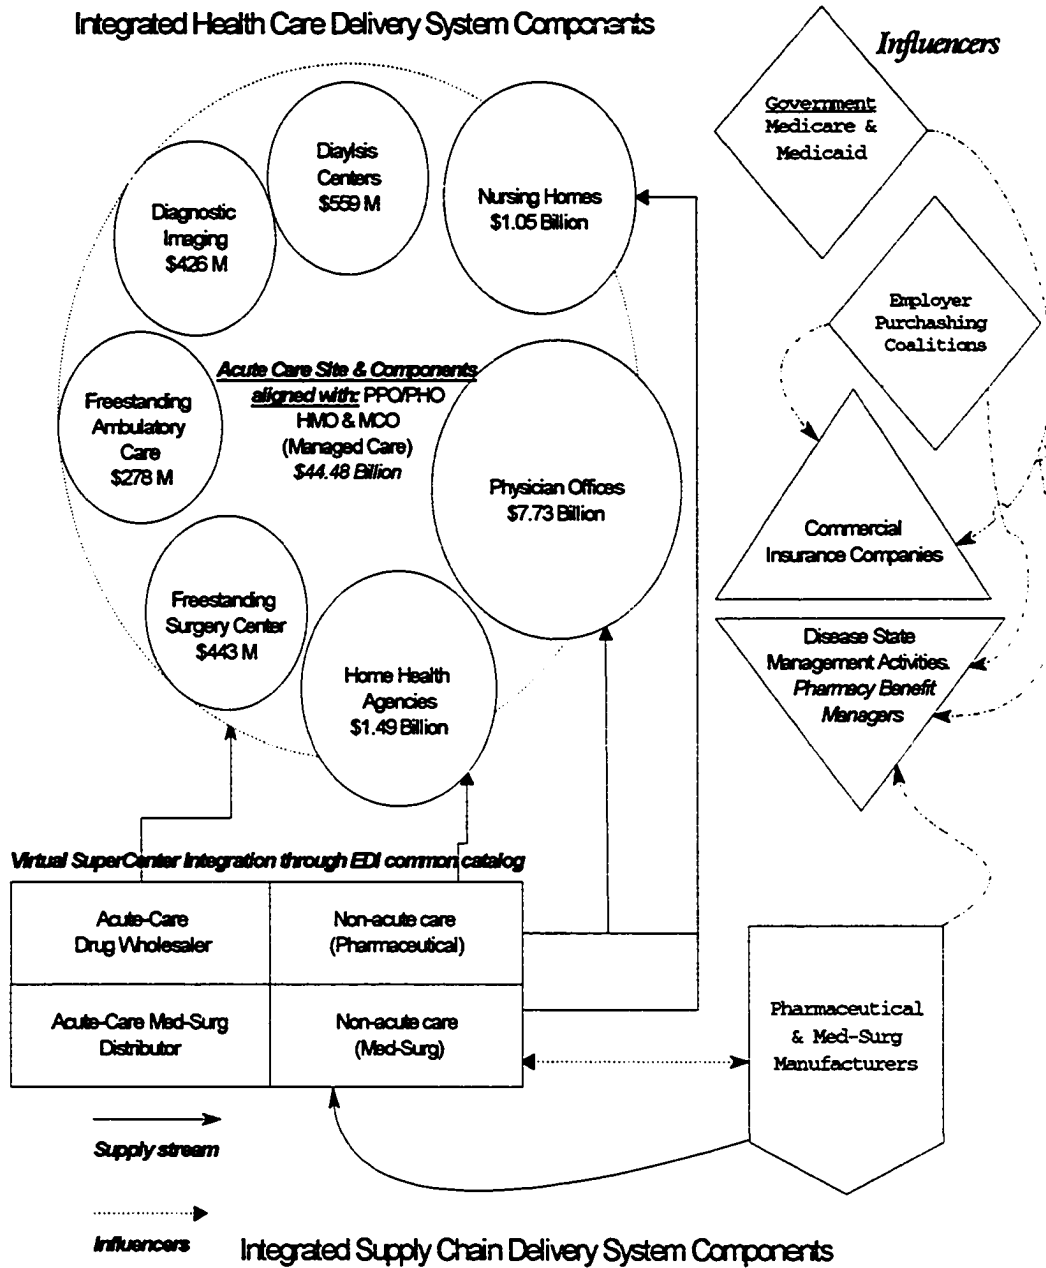 Integrated Health Care Delivery System Components
Influencers
Government
Medicare &
Medicaid
Diaylsis
Centers
$559 M
Nursing Homes
$1.05 Billion
Diagnostic
Imaging
$426 M
Employer
Purchashing
Coalitions
Acute Care Site & Components
aligned with: PPO/PHO
HMO & MCO
(Managed Care)
$44.48 Billion
Freestanding
Ambulatory
Care
$278 M
Physician Offices
$7.73 Billion
Commercial
Insurance Companies
Freestanding
Surgery Center
$443 M
Disease State
Management Activities.
Pharmacy Benefit
Managers
Home Health
Agencies
$1.49 Billion
Virtual SuperCenter Integration through EDI common catalog
Acute-Care
Drug Wholesaler
Non-acute care
(Pharmaceutical)
Acute-Care Med-Surg
Distributor
Non-acute care
(Med-Surg)
Pharmaceutical
& Med-Surg
Manufacturers
Supply stream
Influencers
Integrated Supply Chain Delivery System Components